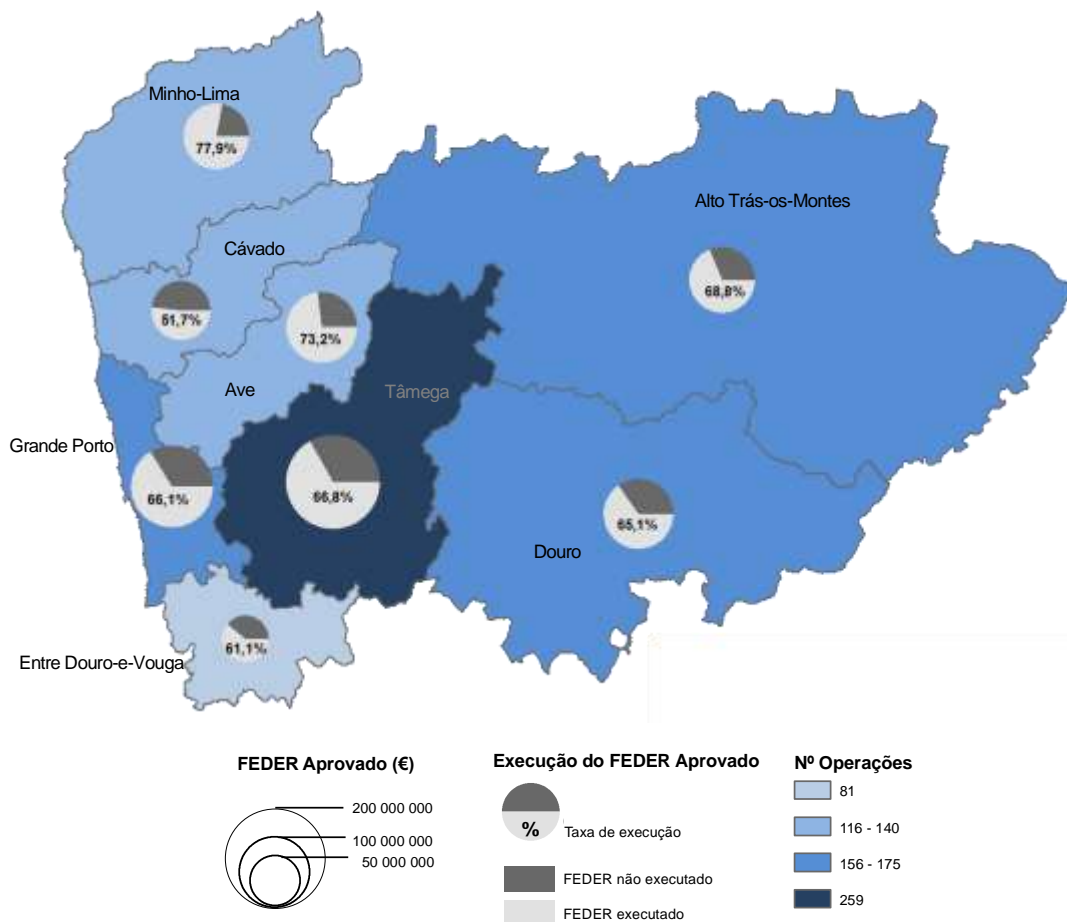 Minho-Lima
77,9%
Alto Trás-os-Montes
Cávado
68,8%
51,7%
73,2%
Ave
Tâmega
Grande Porto
66,1%
66,8%
65,1%
Douro
61,1%
Entre Douro-e-Vouga
FEDER Aprovado (€)
200 000 000
100 000 000
50 000 000
Execução do FEDER Aprovado
%
Taxa de execução
FEDER não executado
FEDER executado
Nº Operações
81
116 - 140
156 - 175
259